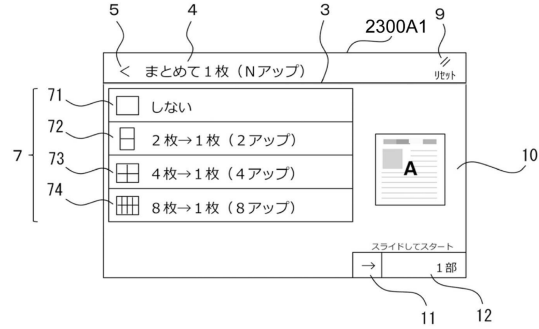 5 4 3 2300A1 9
< まとめて1枚(Nアップ) リセット
71 しない
72 2枚→1枚(2アップ)
7 73 4枚→1枚(4アップ)
74 8枚→1枚(8アップ)
A 10
スライドしてスタート
→ 1部
11 12